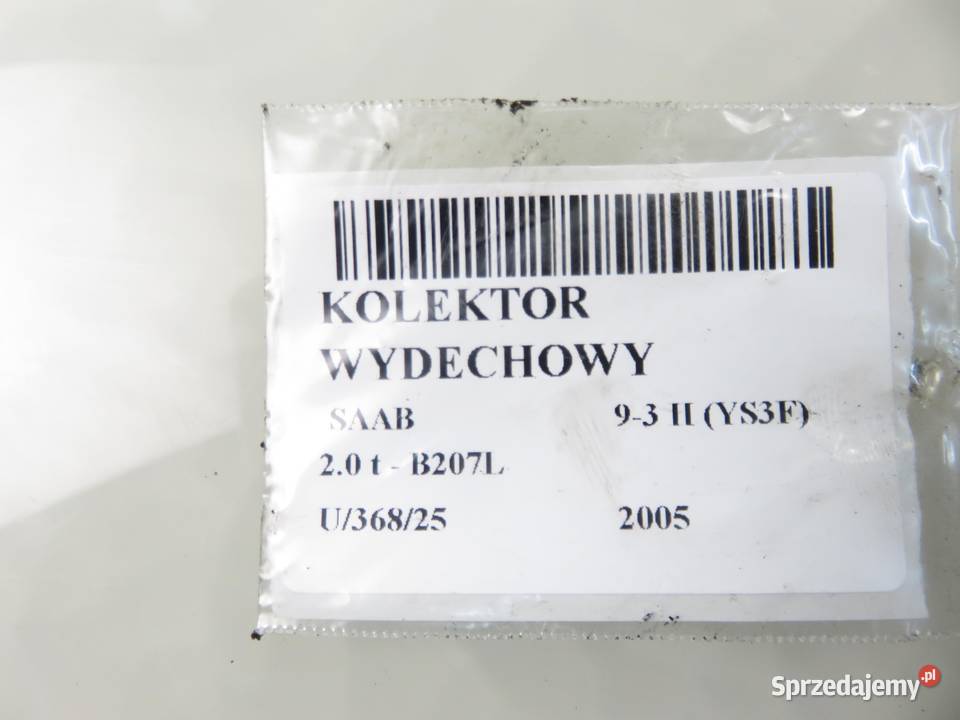 KOLEKTOR
WYDECHOWY
SAAB 9-3 II (YS3F)
2.0 t - B207L
U/368/25 2005
Sprzedajemy.pl